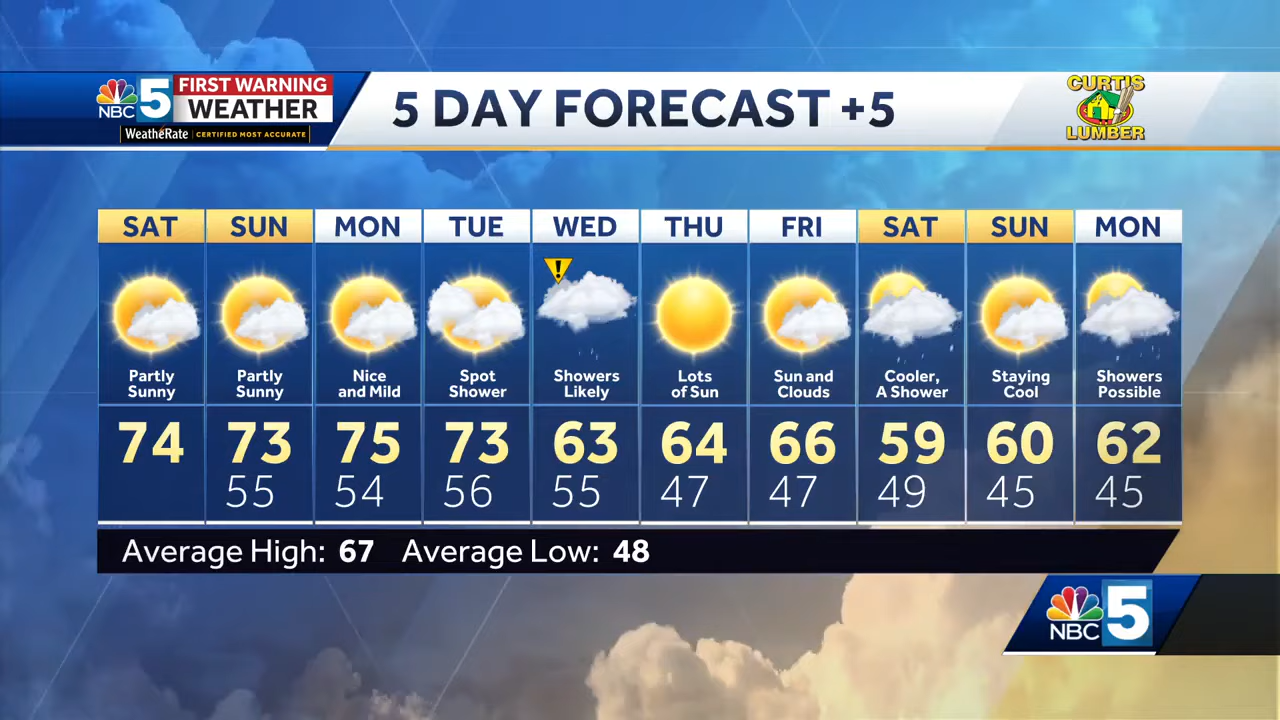 NBC 5 FIRST WARNING WEATHER
WeatheRate CERTIFIED MOST ACCURATE
5 DAY FORECAST +5
CURTIS LUMBER
SAT SUN MON TUE WED THU FRI SAT SUN MON
!
Partly Sunny
Partly Sunny
Nice and Mild
Spot Shower
Showers Likely
Lots of Sun
Sun and Clouds
Cooler, A Shower
Staying Cool
Showers Possible
74 73 75 73 63 64 66 59 60 62
55 54 56 55 47 47 49 45 45
Average High: 67 Average Low: 48
NBC 5